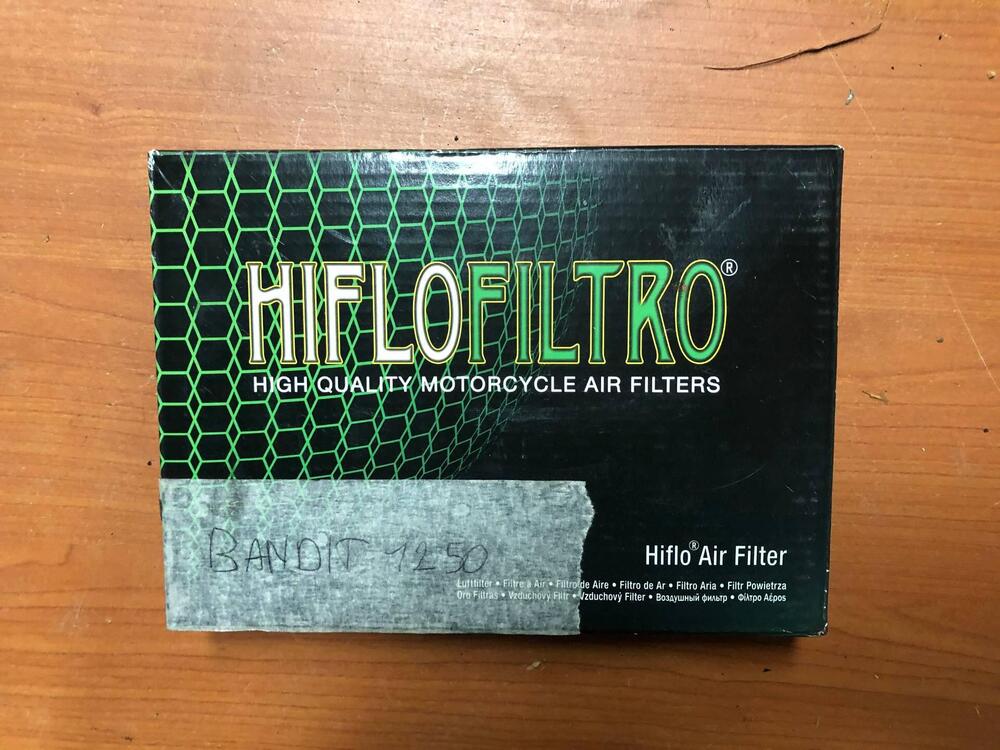 HIFLOFILTRO®
HIGH QUALITY MOTORCYCLE AIR FILTERS
BANDIT 1250
Hiflo® Air Filter
Luftfilter • Filtre à Air • Filtro de Aire • Filtro de Ar • Filtro Aria • Filtr Powietrza
Oro Filtras • Vzduchový Filtr • Vzduchový Filter • Воздушный фильтр • Φίλτρο Αέρος